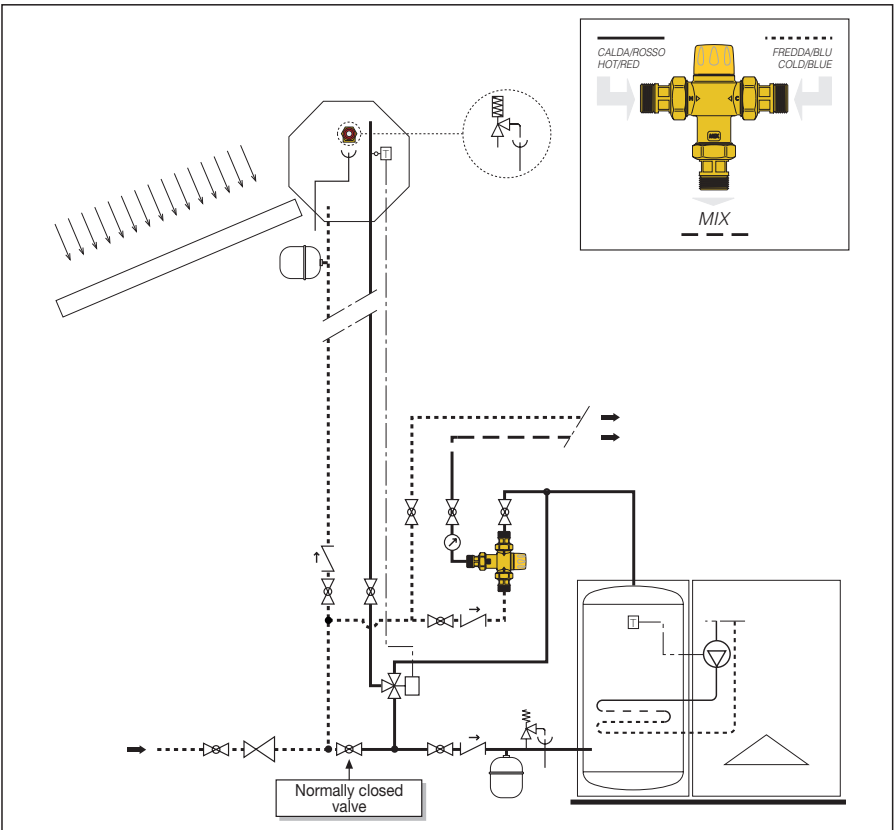 CALDA/ROSSO
HOT/RED
FREDDA/BLU
COLD/BLUE
H
C
MIX
T
T
Normally closed
valve